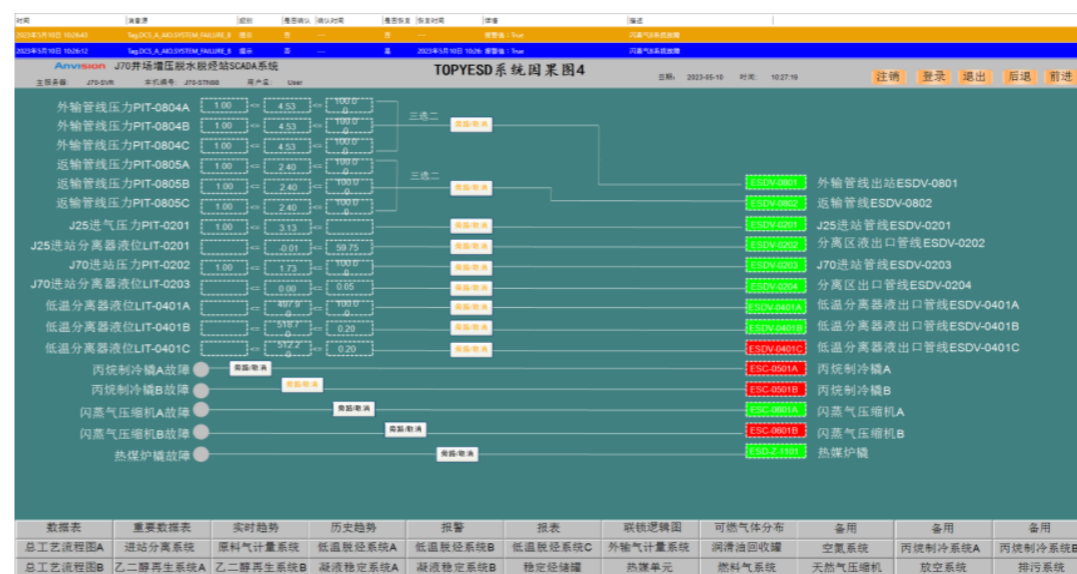 时间 消息源 级别 是否确认 确认时间 是否恢复 恢复时间 详情 描述
2023年5月10日 10:26:43 Tag:DCS_A_AIO.SYSTEM_FAILURE_8 提示 否 --- 否 --- 报警值：True 闪蒸气B系统故障
2023年5月10日 10:26:12 Tag:DCS_A_AIO.SYSTEM_FAILURE_8 提示 否 --- 是 2023年5月10日 10:26: 报警值：True 闪蒸气B系统故障
Anvision J70井场增压脱水脱烃站SCADA系统 TOPYESD系统因果图4
主服务器: J70-SVR 本机编号: J70-STN00 用户名: User 日期: 2023-05-10 时间: 10:27:19 注销 登录 退出 后退 前进
外输管线压力PIT-0804A 1.00 <= 4.53 <= 100.00
外输管线压力PIT-0804B 1.00 <= 4.53 <= 100.00 三选二 旁路/取消
外输管线压力PIT-0804C 1.00 <= 4.53 <= 100.00
返输管线压力PIT-0805A 1.00 <= 2.40 <= 100.00
返输管线压力PIT-0805B 1.00 <= 2.40 <= 100.00 三选二 旁路/取消 ESDV-0801 外输管线出站ESDV-0801
返输管线压力PIT-0805C 1.00 <= 2.40 <= 100.00 ESDV-0802 返输管线ESDV-0802
J25进气压力PIT-0201 1.00 <= 3.13 <= 旁路/取消 ESDV-0201 J25进站管线ESDV-0201
J25进站分离器液位LIT-0201 <= -0.01 <= 59.75 旁路/取消 ESDV-0202 分离区液出口管线ESDV-0202
J70进站压力PIT-0202 1.00 <= 1.73 <= 100.00 旁路/取消 ESDV-0203 J70进站管线ESDV-0203
J70进站分离器液位LIT-0203 <= 0.00 <= 0.05 旁路/取消 ESDV-0204 分离区出口管线ESDV-0204
低温分离器液位LIT-0401A <= 497.90 <= 100.00 旁路/取消 ESDV-0401A 低温分离器液出口管线ESDV-0401A
低温分离器液位LIT-0401B <= 518.70 <= 0.20 旁路/取消 ESDV-0401B 低温分离器液出口管线ESDV-0401B
低温分离器液位LIT-0401C <= 512.20 <= 0.20 旁路/取消 ESDV-0401C 低温分离器液出口管线ESDV-0401C
丙烷制冷橇A故障 旁路/取消 ESC-0501A 丙烷制冷橇A
丙烷制冷橇B故障 旁路/取消 ESC-0501B 丙烷制冷橇B
闪蒸气压缩机A故障 旁路/取消 ESC-0601A 闪蒸气压缩机A
闪蒸气压缩机B故障 旁路/取消 ESC-0601B 闪蒸气压缩机B
热煤炉橇故障 旁路/取消 ESD-Z-1101 热煤炉橇
数据表 重要数据表 实时趋势 历史趋势 报警 报表 联锁逻辑图 可燃气体分布 备用 备用 备用
总工艺流程图A 进站分离系统 原料气计量系统 低温脱烃系统A 低温脱烃系统B 低温脱烃系统C 外输气计量系统 润滑油回收罐 空氮系统 丙烷制冷系统A 丙烷制冷系统B
总工艺流程图B 乙二醇再生系统A 乙二醇再生系统B 凝液稳定系统A 凝液稳定系统B 稳定烃储罐 热媒单元 燃料气系统 天然气压缩机 放空系统 排污系统